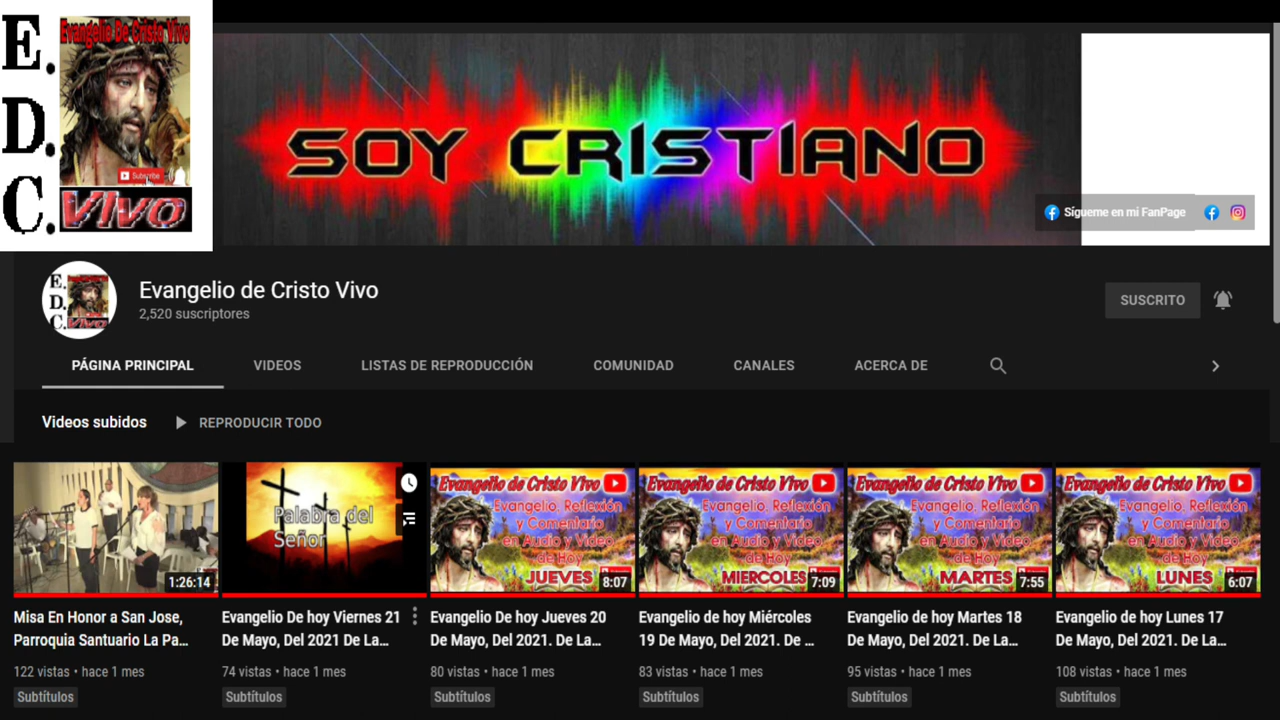 E.
D.
C.
Evangelio De Cristo Vivo
Subscribe
Vivo
SOY CRISTIANO
Sígueme en mi FanPage
E.
D.
C.
Vivo
Evangelio de Cristo Vivo
2,520 suscriptores
SUSCRITO
PÁGINA PRINCIPAL VIDEOS LISTAS DE REPRODUCCIÓN COMUNIDAD CANALES ACERCA DE
Videos subidos REPRODUCIR TODO
1:26:14
Misa En Honor a San Jose,
Parroquia Santuario La Pa...
122 vistas • hace 1 mes
Subtítulos
Palabra del
Señor
Evangelio De hoy Viernes 21
De Mayo, Del 2021 De La...
74 vistas • hace 1 mes
Subtítulos
Evangelio de Cristo Vivo
Evangelio, Reflexión
y Comentario
en Audio y Video
de Hoy
JUEVES 8:07
Evangelio De hoy Jueves 20
De Mayo, Del 2021. De La...
80 vistas • hace 1 mes
Subtítulos
Evangelio de Cristo Vivo
Evangelio, Reflexión
y Comentario
en Audio y Video
de Hoy
MIERCOLES 7:09
Evangelio de hoy Miércoles
19 De Mayo, Del 2021. De ...
83 vistas • hace 1 mes
Subtítulos
Evangelio de Cristo Vivo
Evangelio, Reflexión
y Comentario
en Audio y Video
de Hoy
MARTES 7:55
Evangelio de hoy Martes 18
De Mayo, Del 2021. De La...
95 vistas • hace 1 mes
Subtítulos
Evangelio de Cristo Vivo
Evangelio, Reflexión
y Comentario
en Audio y Video
de Hoy
LUNES 6:07
Evangelio de hoy Lunes 17
De Mayo, Del 2021. De La...
108 vistas • hace 1 mes
Subtítulos